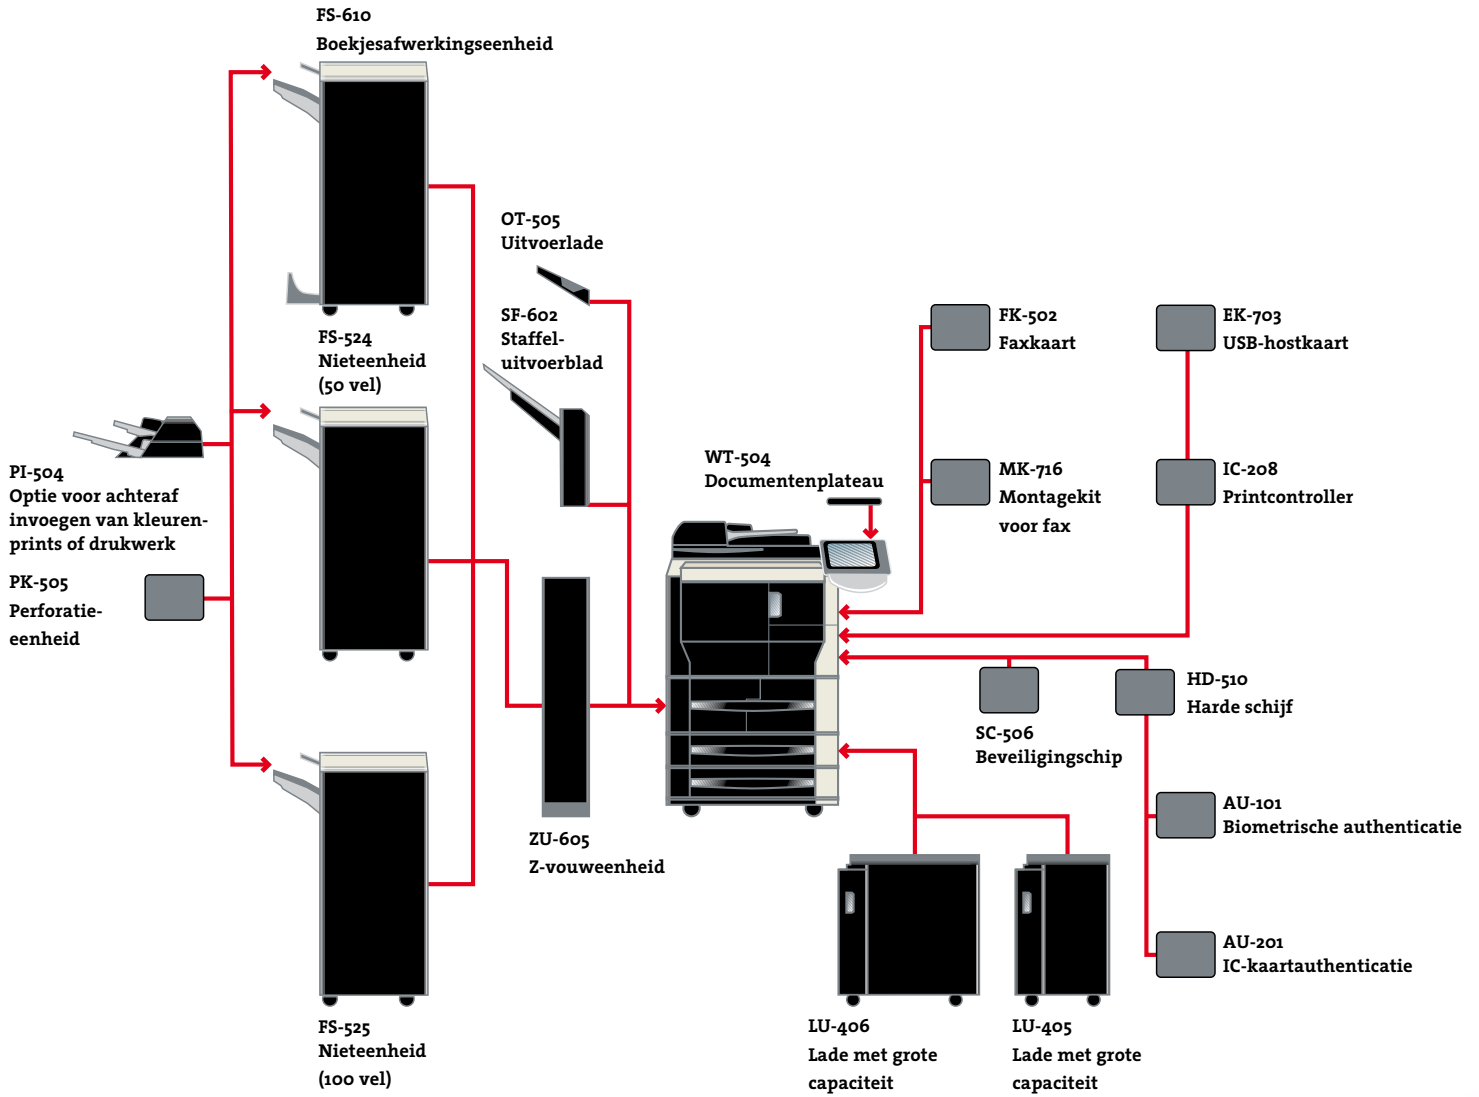 FS-610
Boekjesafwerkingseenheid
FS-524
Nieteenheid
(50 vel)
PI-504
Optie voor achteraf
invoegen van kleuren-
prints of drukwerk
PK-505
Perforatie-
eenheid
FS-525
Nieteenheid
(100 vel)
OT-505
Uitvoerlade
SF-602
Staffel-
uitvoerblad
ZU-605
Z-vouweenheid
WT-504
Documentenplateau
FK-502
Faxkaart
MK-716
Montagekit
voor fax
EK-703
USB-hostkaart
IC-208
Printcontroller
SC-506
Beveiligingschip
HD-510
Harde schijf
AU-101
Biometrische authenticatie
AU-201
IC-kaartauthenticatie
LU-406
Lade met grote
capaciteit
LU-405
Lade met grote
capaciteit